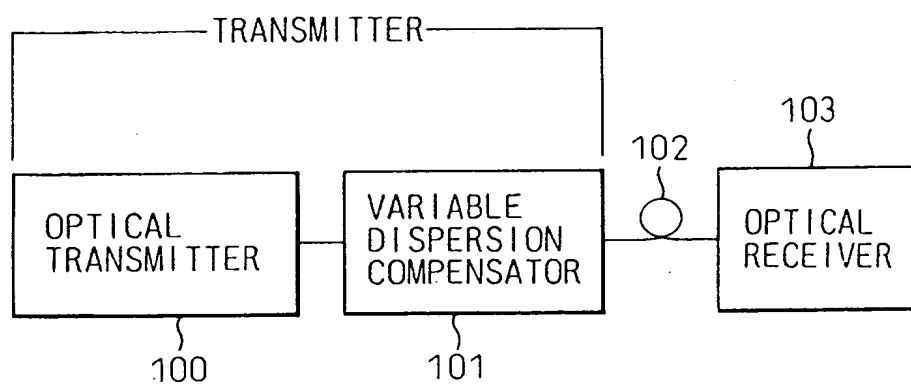 TRANSMITTER
103
102
OPTICAL
TRANSMITTER
VARIABLE
DISPERSION
COMPENSATOR
OPTICAL
RECEIVER
100
101